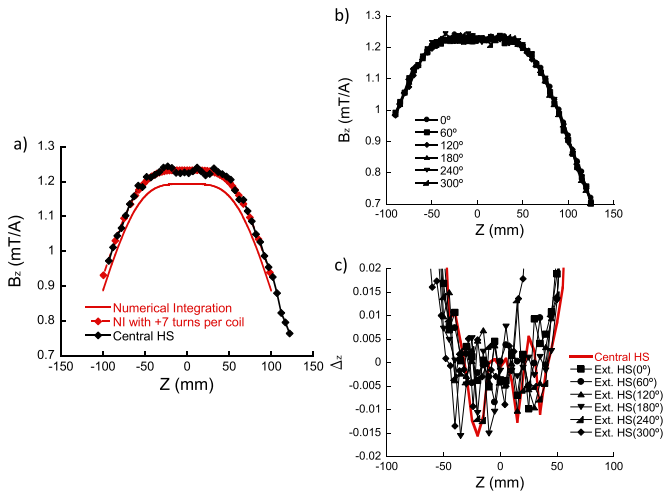 a)
B_z (mT/A)
1.3
1.2
1.1
1
0.9
0.8
0.7
Numerical Integration
NI with +7 turns per coil
Central HS
-150 -100 -50 0 50 100 150
Z (mm)
b)
B_z (mT/A)
1.3
1.2
1.1
1
0.9
0.8
0.7
0º
60º
120º
180º
240º
300º
-100 -50 0 50 100 150
Z (mm)
c)
Δ_z
0.02
0.015
0.01
0.005
0
-0.005
-0.01
-0.015
-0.02
-100 -50 0 50 100
Z (mm)
Central HS
Ext. HS(0º)
Ext. HS(60º)
Ext. HS(120º)
Ext. HS(180º)
Ext. HS(240º)
Ext. HS(300º)